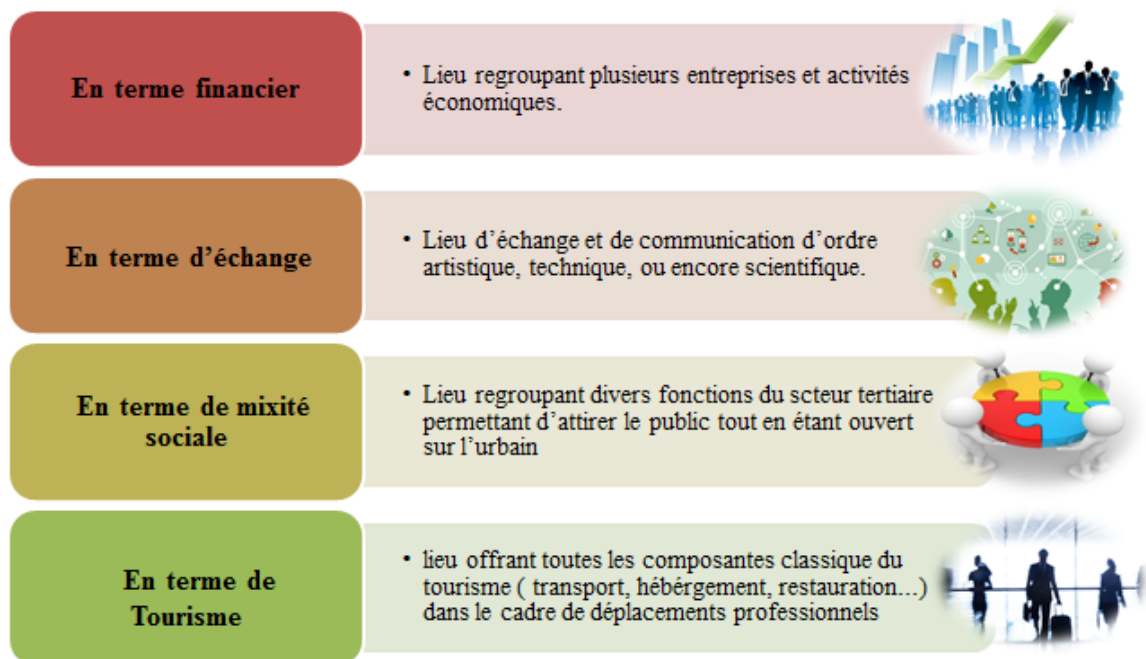 En terme financier
• Lieu regroupant plusieurs entreprises et activités
économiques.
En terme d’échange
• Lieu d’échange et de communication d’ordre
artistique, technique, ou encore scientifique.
En terme de mixité
sociale
• Lieu regroupant divers fonctions du scteur tertiaire
permettant d’attirer le public tout en étant ouvert
sur l’urbain
En terme de
Tourisme
• lieu offrant toutes les composantes classique du
tourisme ( transport, hébérgement, restauration...)
dans le cadre de déplacements professionnels